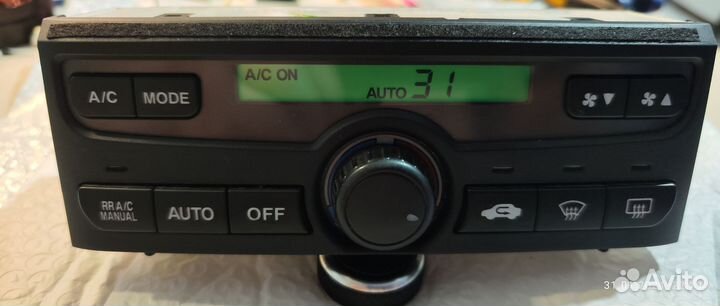 A/C ON
AUTO 31
A/C
MODE
RR A/C
MANUAL
AUTO
OFF
Avito